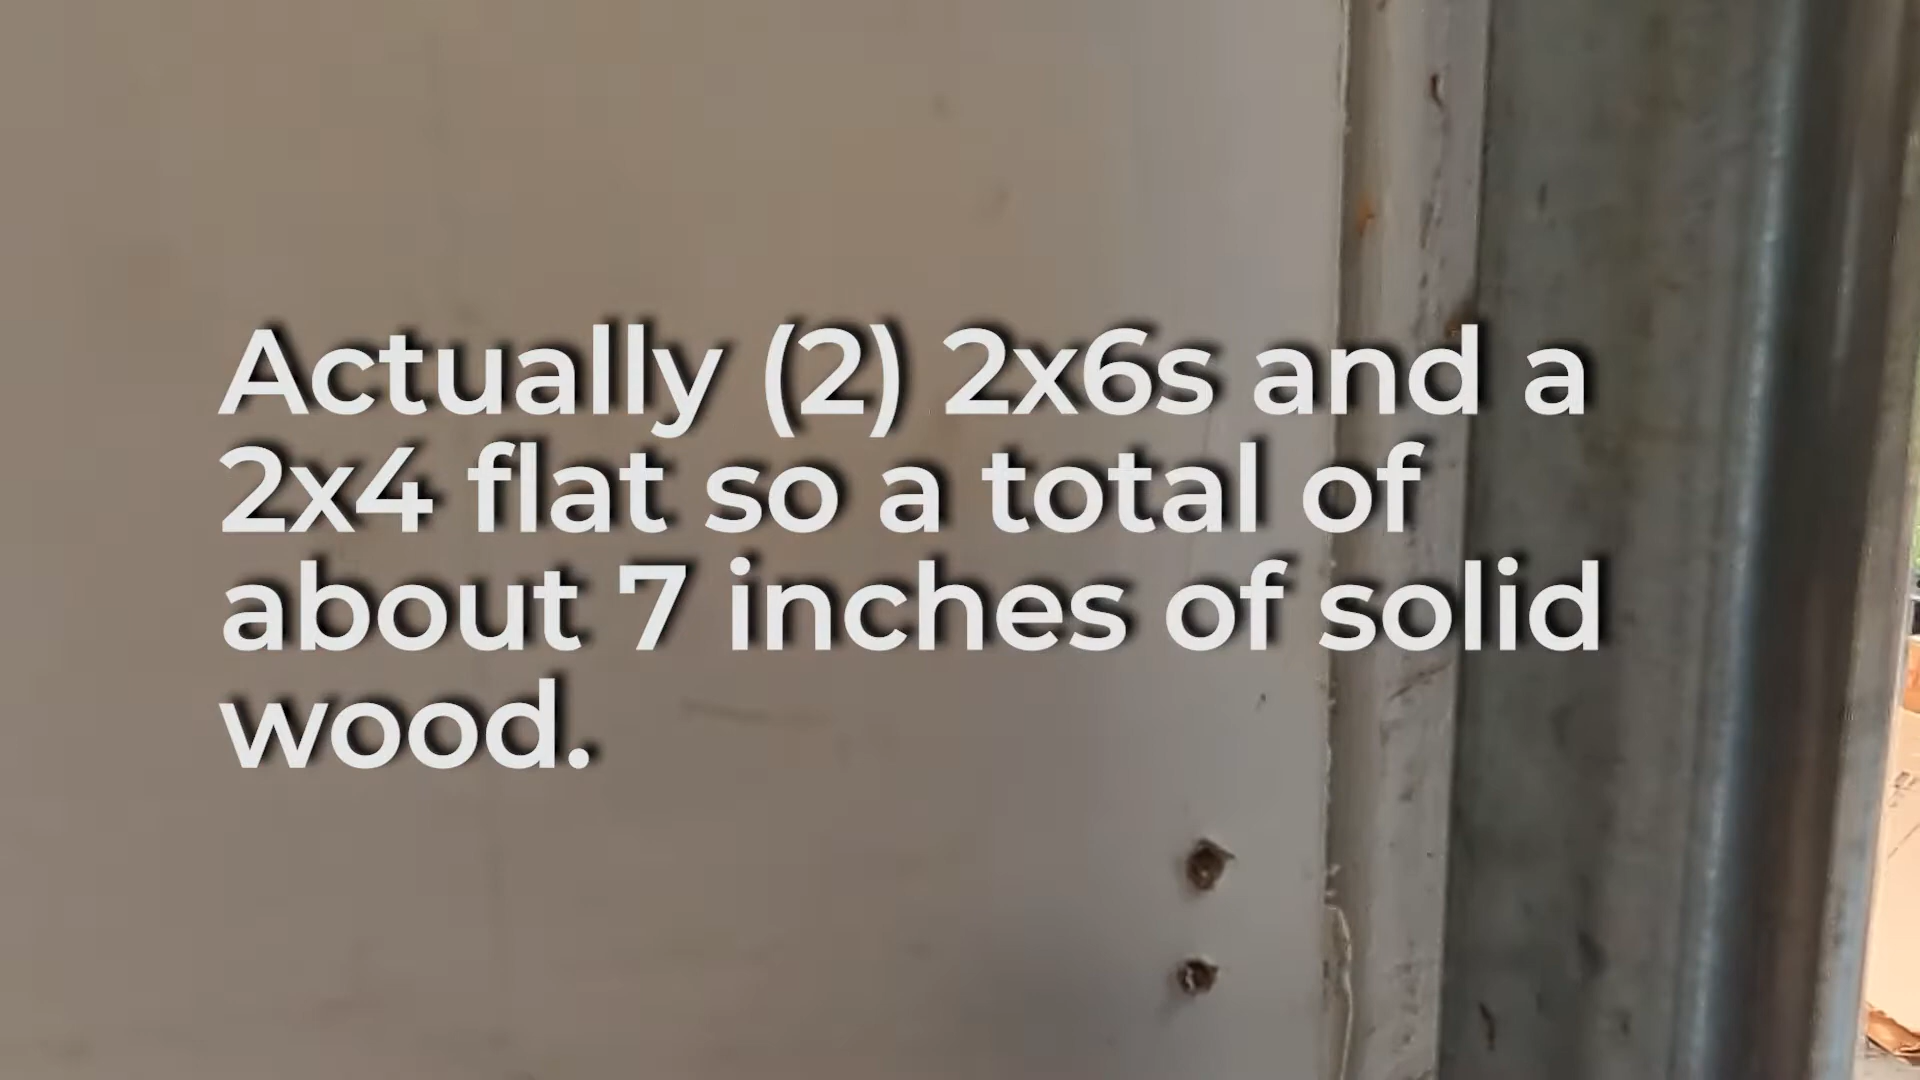 Actually (2) 2x6s and a
2x4 flat so a total of
about 7 inches of solid
wood.